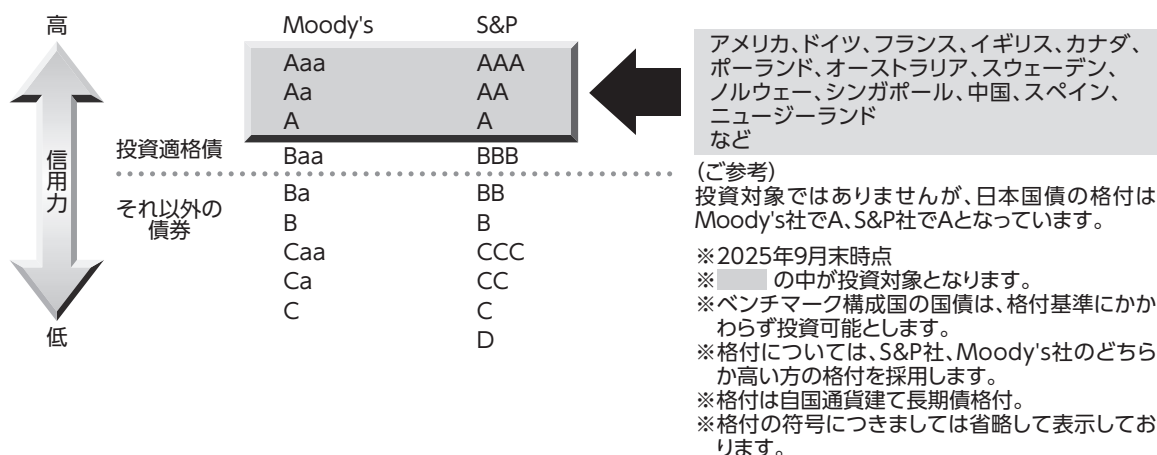 高
信用力
低
Moody's S&P
Aaa AAA
Aa AA
A A
投資適格債
Baa BBB
それ以外の
債券
Ba BB
B B
Caa CCC
Ca CC
C C
D
アメリカ、ドイツ、フランス、イギリス、カナダ、
ポーランド、オーストラリア、スウェーデン、
ノルウェー、シンガポール、中国、スペイン、
ニュージーランド
など
(ご参考)
投資対象ではありませんが、日本国債の格付は
Moody's社でA、S&P社でAとなっています。
※2025年9月末時点
※ の中が投資対象となります。
※ベンチマーク構成国の国債は、格付基準にかか
わらず投資可能とします。
※格付については、S&P社、Moody's社のどちら
か高い方の格付を採用します。
※格付は自国通貨建て長期債格付。
※格付の符号につきましては省略して表示してお
ります。